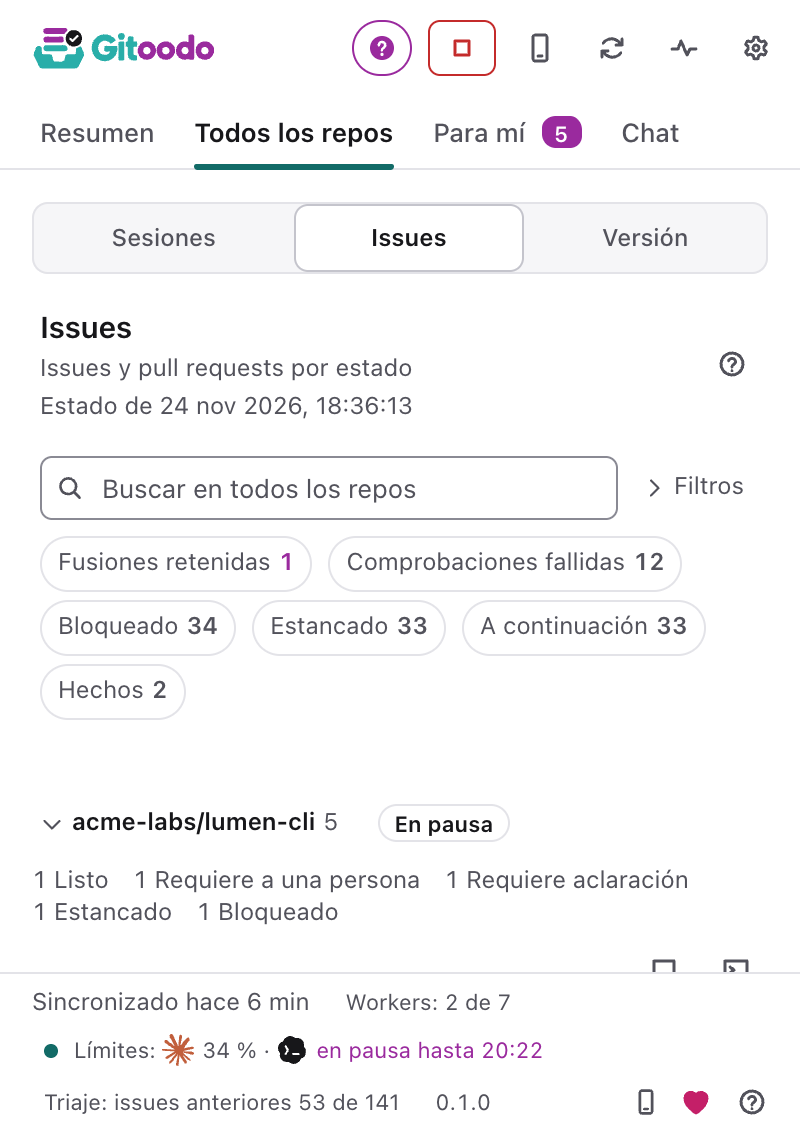 Gitoodo
Resumen Todos los repos Para mí 5 Chat
Sesiones Issues Versión
Issues
Issues y pull requests por estado
Estado de 24 nov 2026, 18:36:13
Buscar en todos los repos Filtros
Fusiones retenidas 1 Comprobaciones fallidas 12
Bloqueado 34 Estancado 33 A continuación 33
Hechos 2
acme-labs/lumen-cli 5 En pausa
1 Listo 1 Requiere a una persona 1 Requiere aclaración
1 Estancado 1 Bloqueado
Sincronizado hace 6 min Workers: 2 de 7
Límites: 34 % · en pausa hasta 20:22
Triaje: issues anteriores 53 de 141 0.1.0